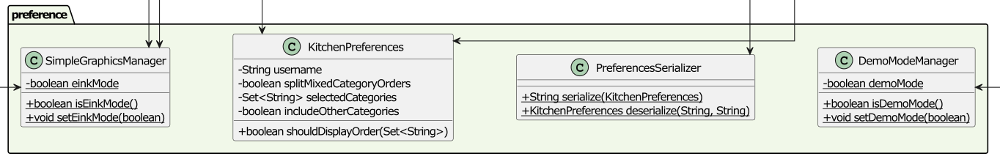 preference
C SimpleGraphicsManager
-boolean einkMode
+boolean isEinkMode()
+void setEinkMode(boolean)
C KitchenPreferences
-String username
-boolean splitMixedCategoryOrders
-Set<String> selectedCategories
-boolean includeOtherCategories
+boolean shouldDisplayOrder(Set<String>)
C PreferencesSerializer
+String serialize(KitchenPreferences)
+KitchenPreferences deserialize(String, String)
C DemoModeManager
-boolean demoMode
+boolean isDemoMode()
+void setDemoMode(boolean)